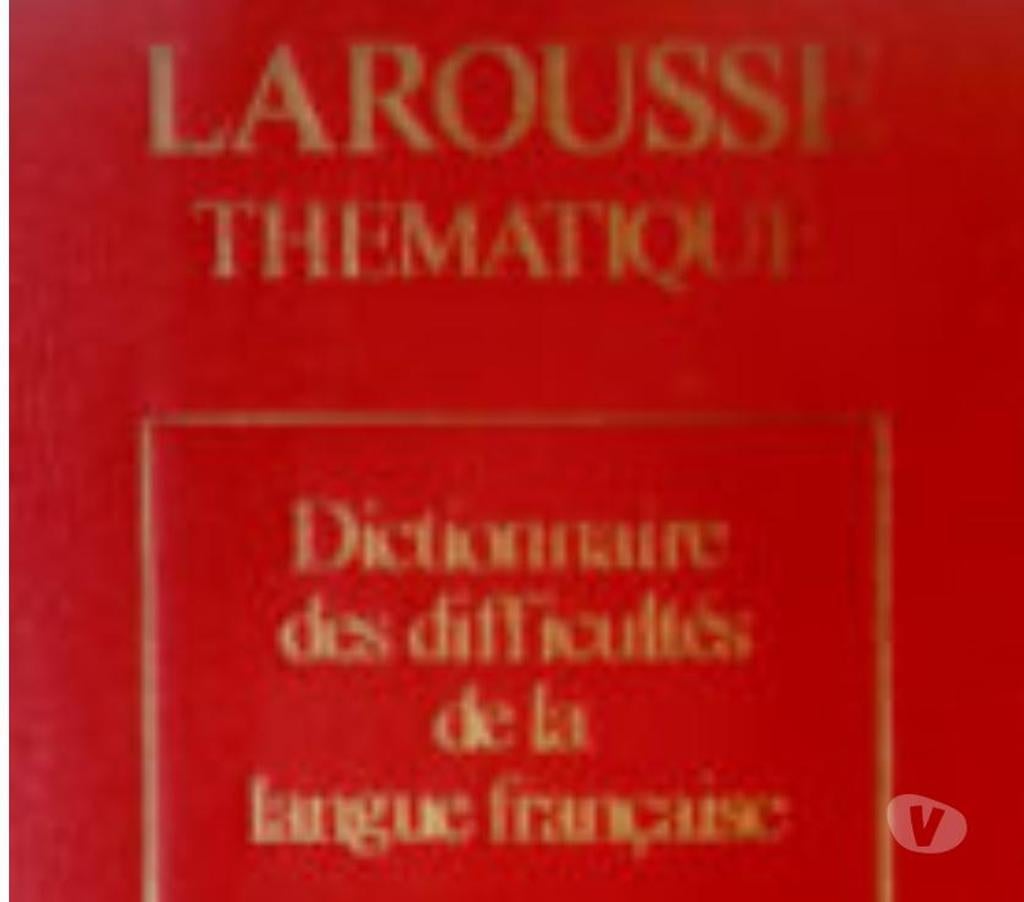 LAROUSSE
THEMATIQUE
Dictionnaire
des difficultés
de la
langue française
V